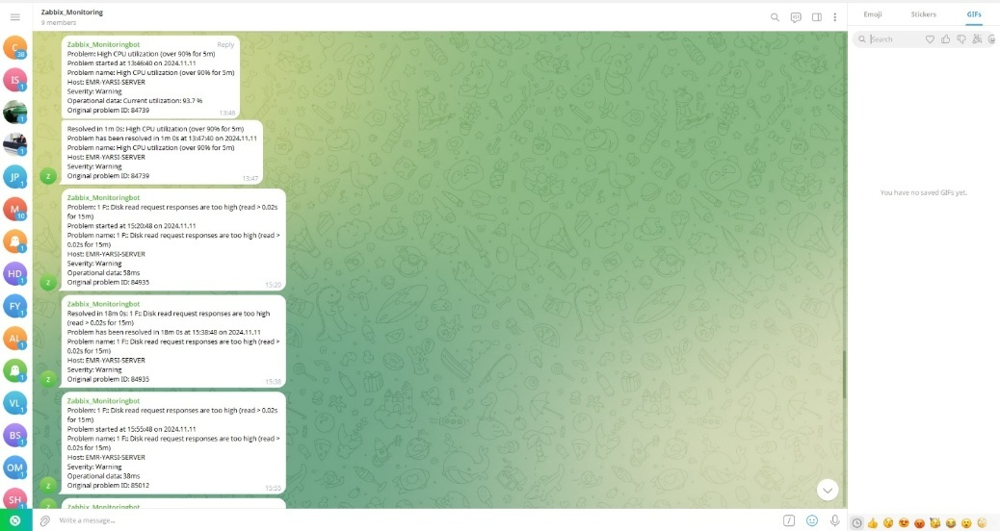 Zabbix_Monitoring
9 members
Emoji
Stickers
GIFs
Search
You have no saved GIFs yet.
C
38
IS
1
1
1
JP
1
M
10
1
HD
1
FY
1
AL
1
1
VL
1
BS
1
OM
1
SH
1
Zabbix_Monitoringbot
Reply
Problem: High CPU utilization (over 90% for 5m)
Problem started at 13:46:40 on 2024.11.11
Problem name: High CPU utilization (over 90% for 5m)
Host: EMR-YARSI-SERVER
Severity: Warning
Operational data: Current utilization: 93.7 %
Original problem ID: 84739
13:46
Resolved in 1m 0s: High CPU utilization (over 90% for 5m)
Problem has been resolved in 1m 0s at 13:47:40 on 2024.11.11
Problem name: High CPU utilization (over 90% for 5m)
Host: EMR-YARSI-SERVER
Severity: Warning
Original problem ID: 84739
13:47
Z
Zabbix_Monitoringbot
Problem: 1 F:: Disk read request responses are too high (read > 0.02s
for 15m)
Problem started at 15:20:48 on 2024.11.11
Problem name: 1 F:: Disk read request responses are too high (read >
0.02s for 15m)
Host: EMR-YARSI-SERVER
Severity: Warning
Operational data: 58ms
Original problem ID: 84935
15:20
Z
Zabbix_Monitoringbot
Resolved in 18m 0s: 1 F:: Disk read request responses are too high
(read > 0.02s for 15m)
Problem has been resolved in 18m 0s at 15:38:48 on 2024.11.11
Problem name: 1 F:: Disk read request responses are too high (read >
0.02s for 15m)
Host: EMR-YARSI-SERVER
Severity: Warning
Original problem ID: 84935
15:38
Z
Zabbix_Monitoringbot
Problem: 1 F:: Disk read request responses are too high (read > 0.02s
for 15m)
Problem started at 15:55:48 on 2024.11.11
Problem name: 1 F:: Disk read request responses are too high (read >
0.02s for 15m)
Host: EMR-YARSI-SERVER
Severity: Warning
Operational data: 38ms
Original problem ID: 85012
15:55
Z
Zabbix_Monitoringbot
Write a message...